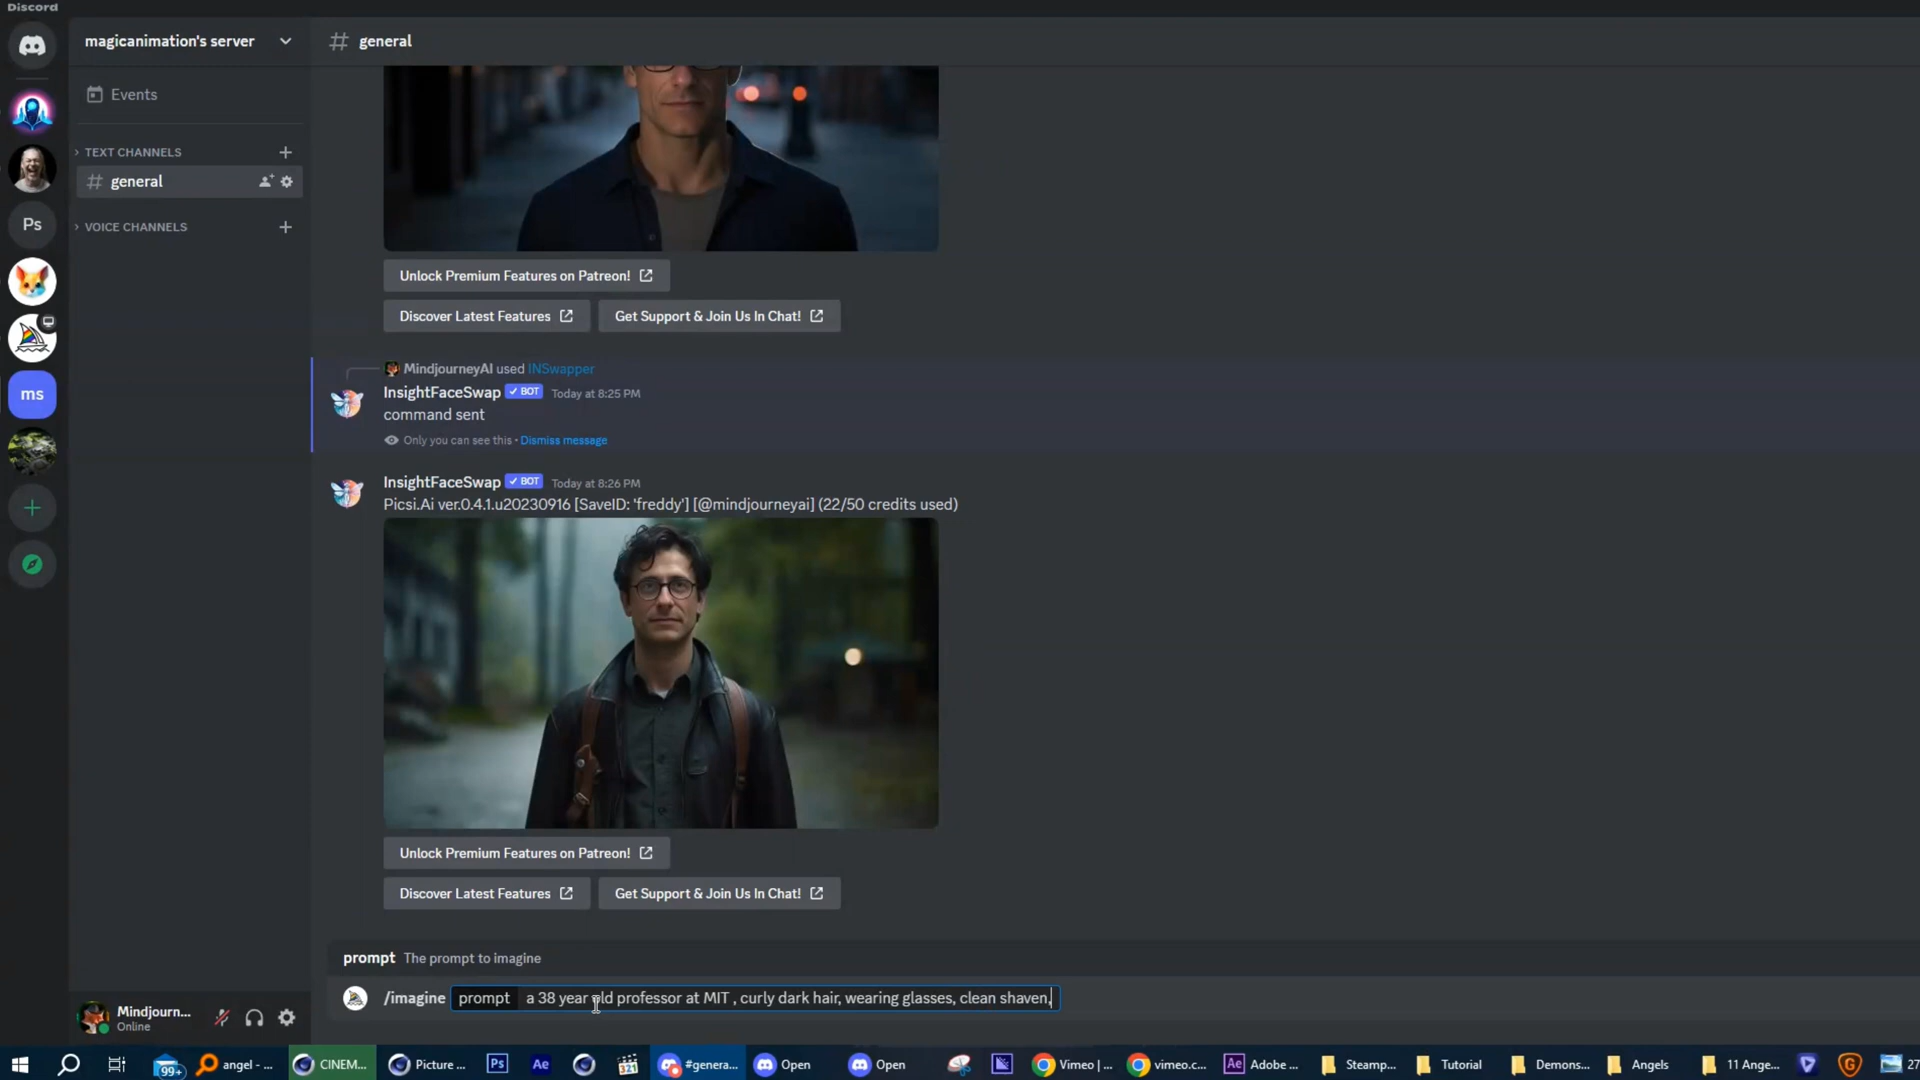 Discord
magicanimation's server
# general
Events
TEXT CHANNELS
# general
VOICE CHANNELS
Ps
ms
Unlock Premium Features on Patreon!
Discover Latest Features
Get Support & Join Us In Chat!
MindjourneyAI used INSwapper
InsightFaceSwap ✓ BOT Today at 8:25 PM
command sent
Only you can see this • Dismiss message
InsightFaceSwap ✓ BOT Today at 8:26 PM
Picsi.Ai ver.0.4.1.u20230916 [SaveID: 'freddy'] [@mindjourneyai] (22/50 credits used)
Unlock Premium Features on Patreon!
Discover Latest Features
Get Support & Join Us In Chat!
prompt The prompt to imagine
/imagine prompt a 38 year old professor at MIT , curly dark hair, wearing glasses, clean shaven,
Mindjourn...
Online
99+ angel - ... CINEM... Picture ... Ps Ae 321 #genera... Open Open Vimeo | ... vimeo.c... Ae Adobe ... Steamp... Tutorial Demons... Angels 11 Ange... 27